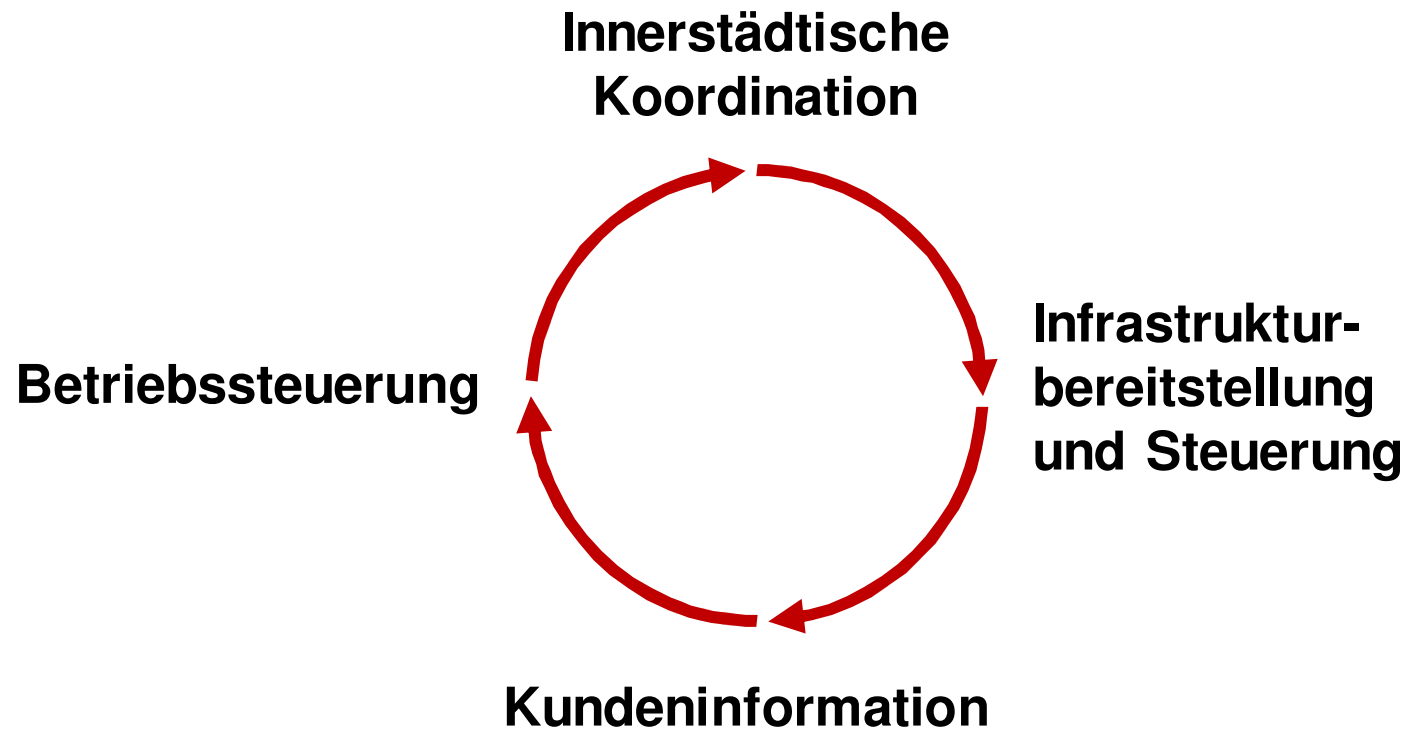 Innerstädtische
Koordination
Infrastruktur-
bereitstellung
und Steuerung
Betriebssteuerung
Kundeninformation